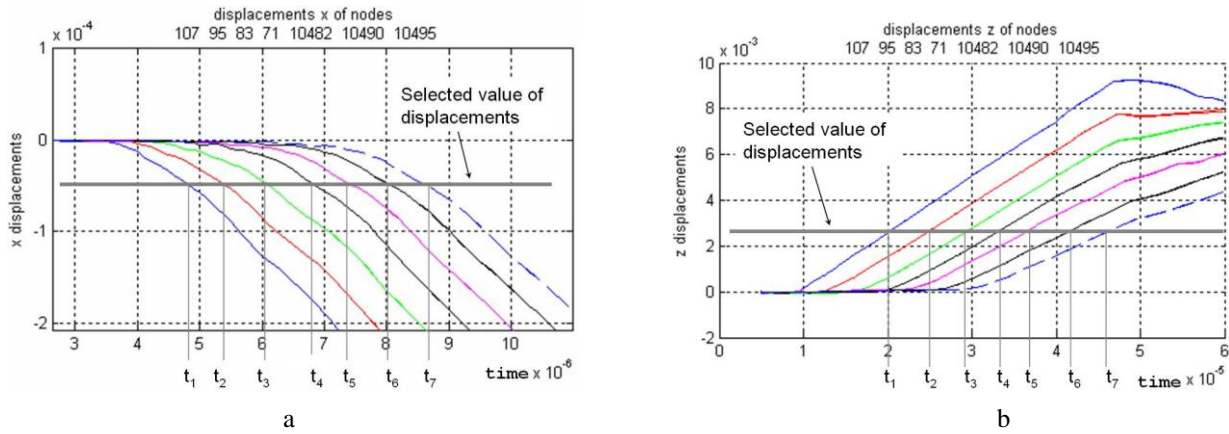 displacements x of nodes
107 95 83 71 10482 10490 10495
x 10⁻⁴
1
0
-1
-2
x displacements
Selected value of
displacements
3 4 5 6 7 8 9 10
t₁ t₂ t₃ t₄ t₅ t₆ t₇ time x 10⁻⁶
a
displacements z of nodes
107 95 83 71 10482 10490 10495
x 10⁻³
10
8
6
4
2
0
-2
z displacements
Selected value of
displacements
0 1 2 3 4 5 6
t₁ t₂ t₃ t₄ t₅ t₆ t₇ time x 10⁻⁵
b